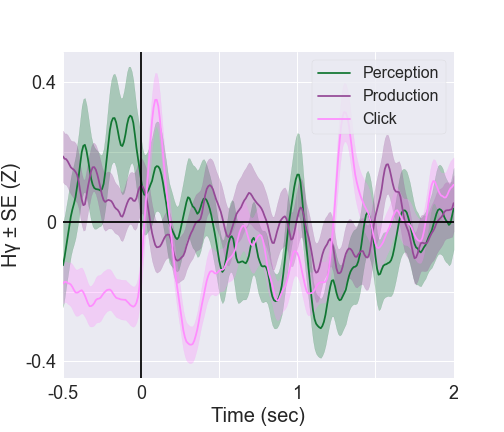 Perception
Production
Click
Hγ ± SE (Z)
0.4
0
-0.4
-0.5
0
1
2
Time (sec)